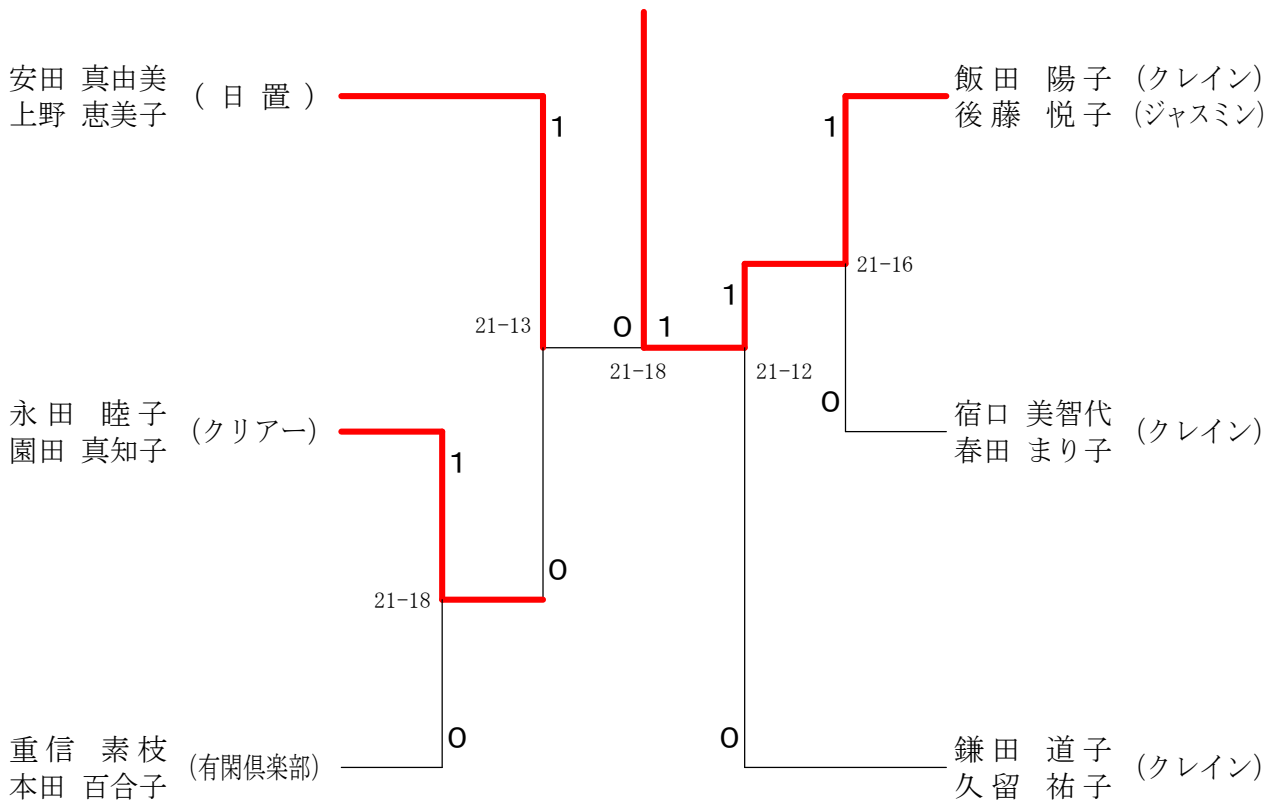 安田 真由美
上野 恵美子
(日置)
1
21-13
永田 睦子
園田 真知子
(クリアー)
1
21-18
0
重信 素枝
本田 百合子
(有閑倶楽部)
0
0
1
21-18
飯田 陽子 (クレイン)
後藤 悦子 (ジャスミン)
1
21-16
1
21-12
0
宿口 美智代
春田 まり子
(クレイン)
0
鎌田 道子
久留 祐子
(クレイン)